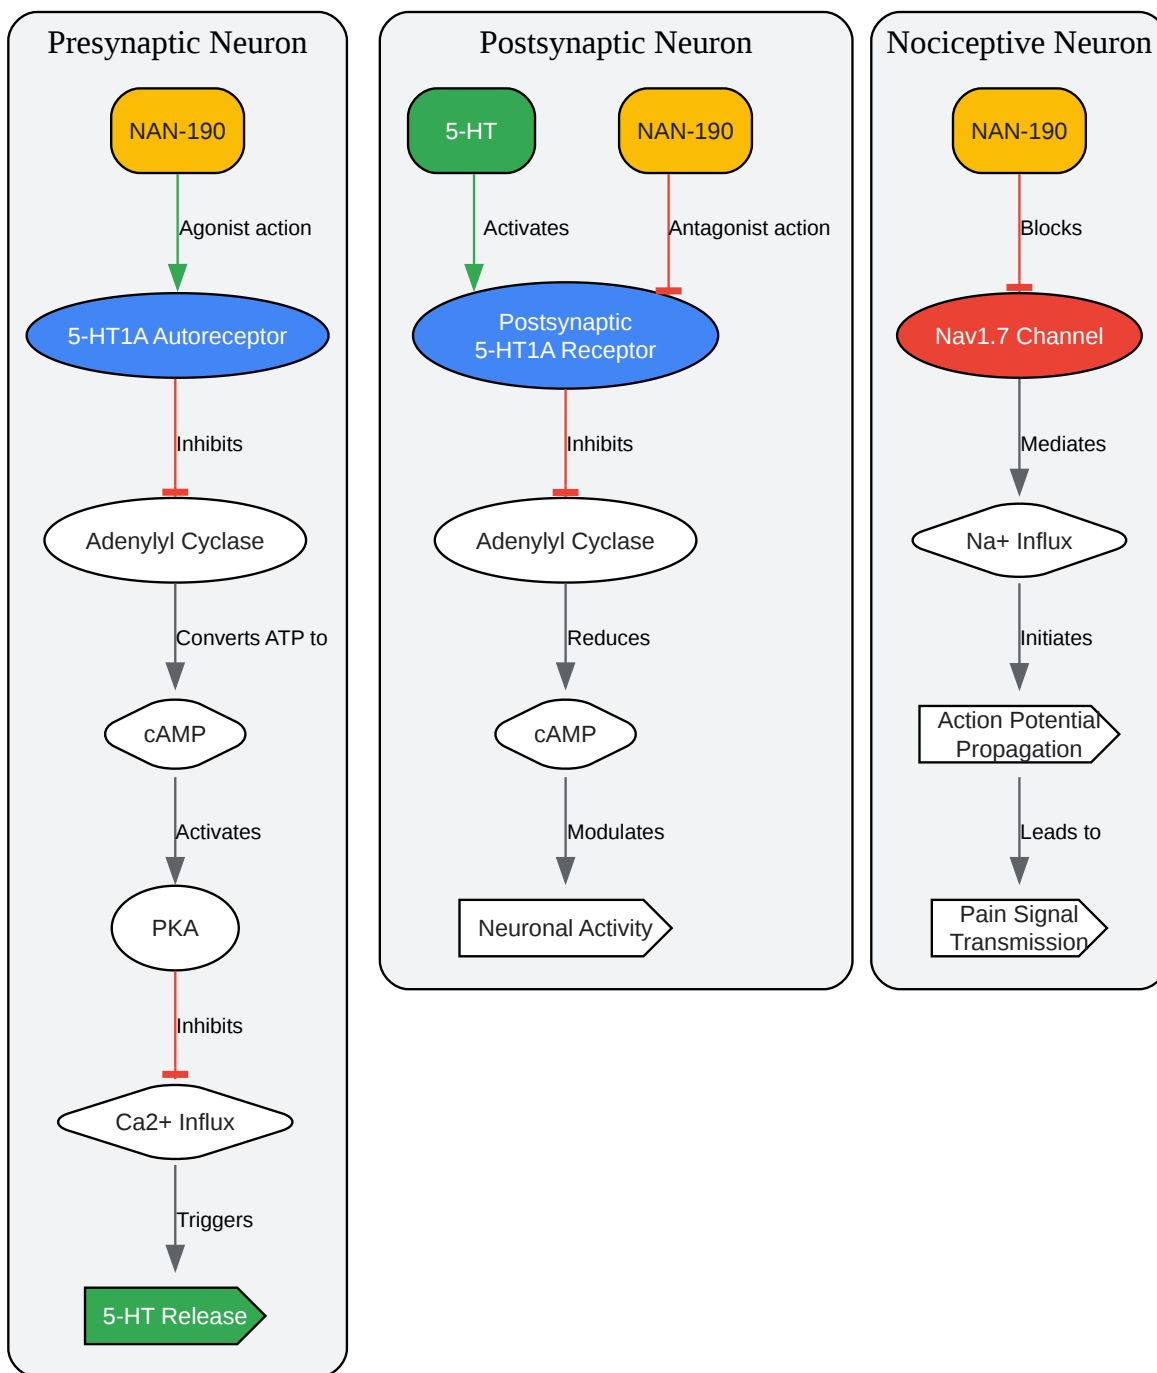 Presynaptic Neuron
NAN-190
Agonist action
5-HT1A Autoreceptor
Inhibits
Adenylyl Cyclase
Converts ATP to
cAMP
Activates
PKA
Inhibits
Ca2+ Influx
Triggers
5-HT Release
Postsynaptic Neuron
5-HT
NAN-190
Activates
Antagonist action
Postsynaptic
5-HT1A Receptor
Inhibits
Adenylyl Cyclase
Reduces
cAMP
Modulates
Neuronal Activity
Nociceptive Neuron
NAN-190
Blocks
Nav1.7 Channel
Mediates
Na+ Influx
Initiates
Action Potential
Propagation
Leads to
Pain Signal
Transmission